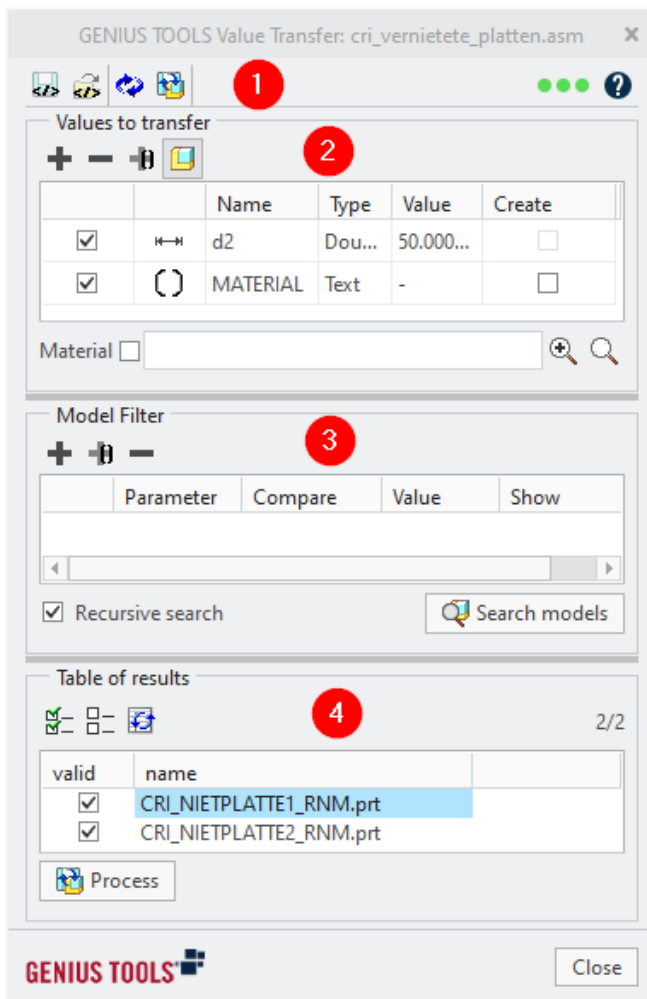 GENIUS TOOLS Value Transfer: cri_vernietete_platten.asm
1
Values to transfer
2
Name Type Value Create
d2 Dou... 50.000...
MATERIAL Text -
Material
Model Filter
3
Parameter Compare Value Show
Recursive search Search models
Table of results
4
2/2
valid name
CRI_NIETPLATTE1_RNM.prt
CRI_NIETPLATTE2_RNM.prt
Process
GENIUS TOOLS Close